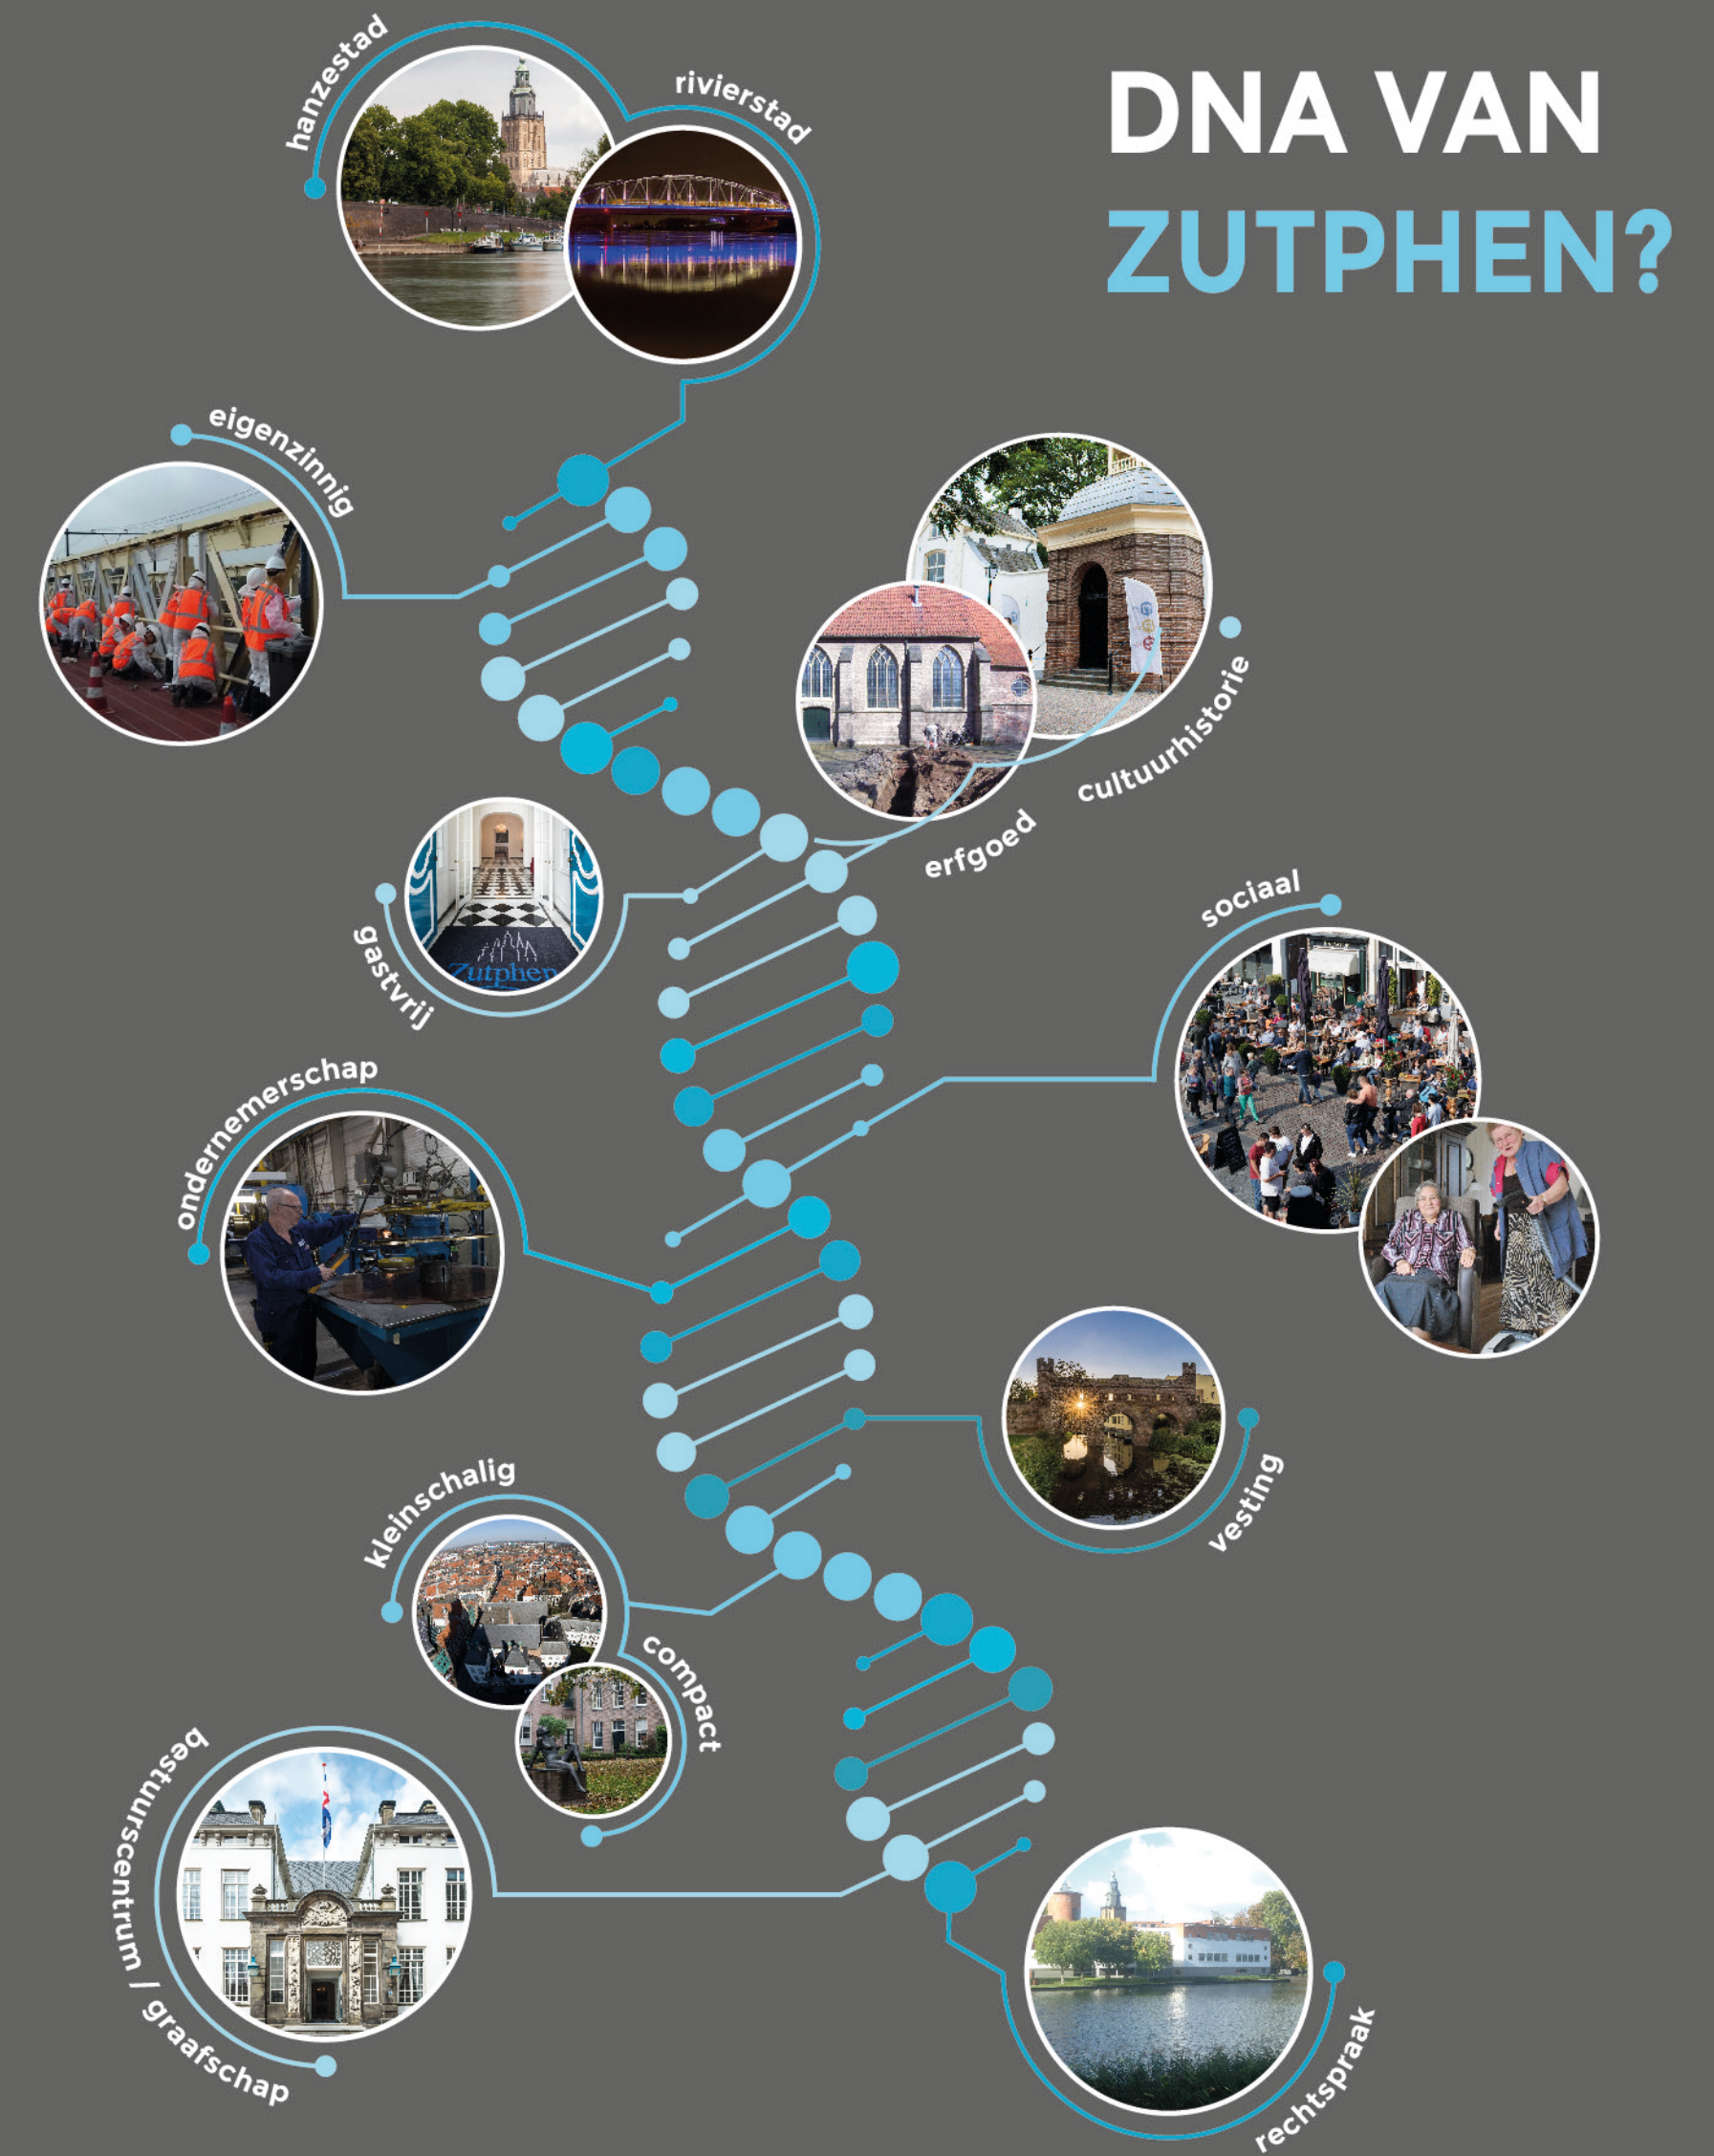 DNA VAN
ZUTPHEN?
hanzestad
rivierstad
eigenzinnig
cultuurhistorie
erfgoed
gastvrij
Zutphen
sociaal
ondernemerschap
vesting
kleinschalig
compact
bestuurscentrum / graafschap
rechtspraak